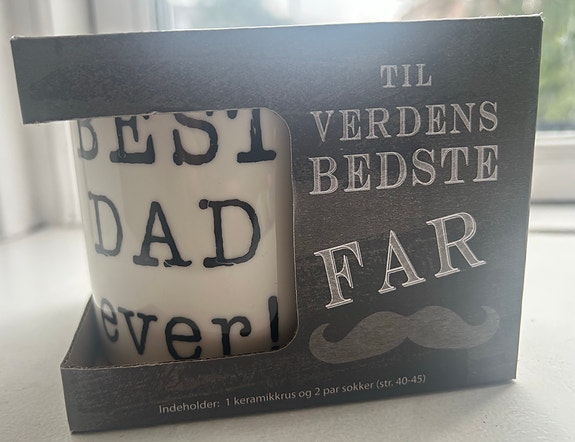 BEST
DAD
ever!
TIL
VERDENS
BEDSTE
FAR
Indeholder: 1 keramikkrus og 2 par sokker (str. 40-45)